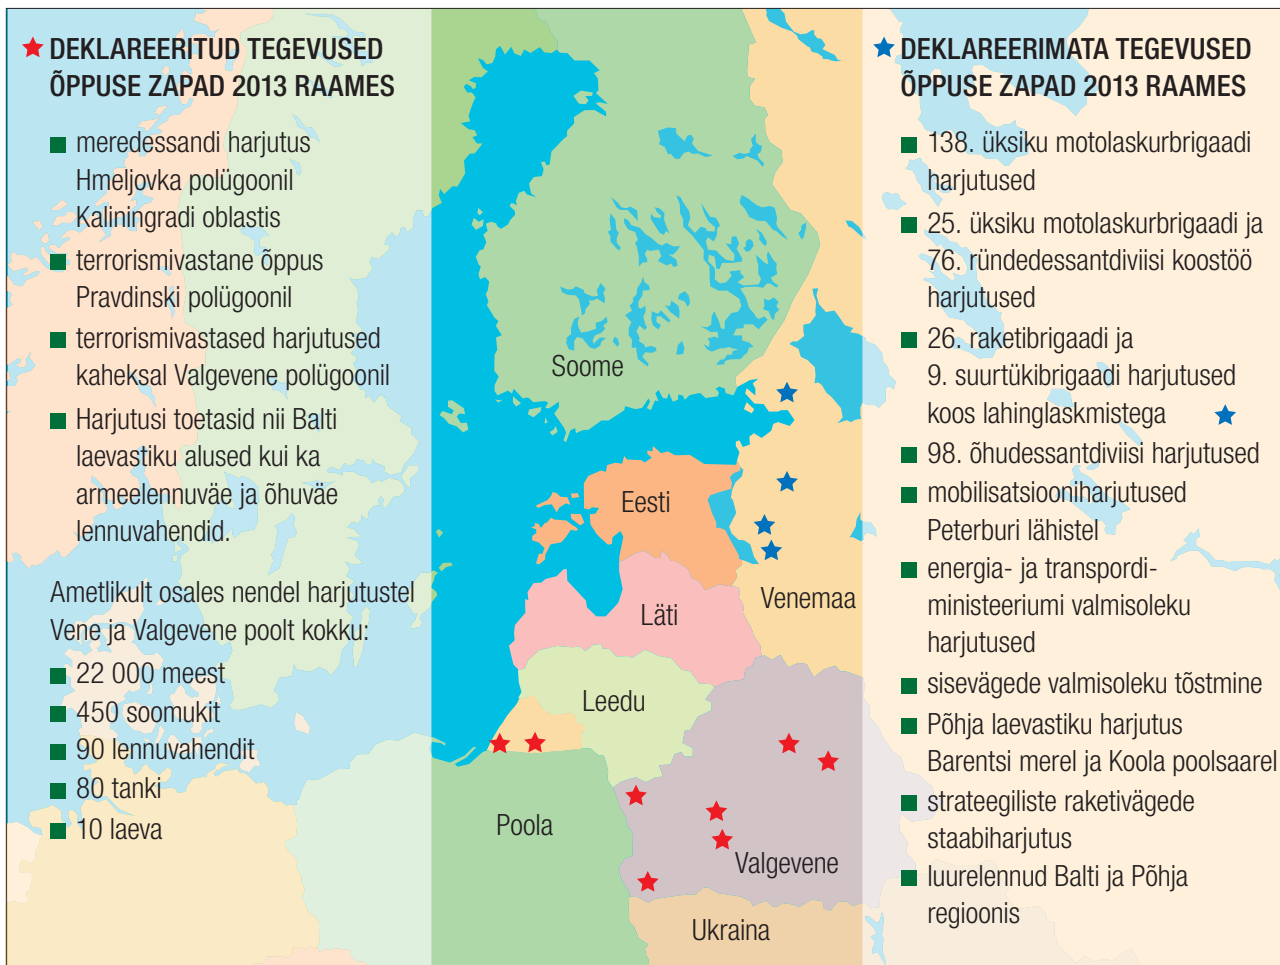 DEKLAREERITUD TEGEVUSED
ÕPPUSE ZAPAD 2013 RAAMES
meredessandi harjutus
Hmeljovka polügoonil
Kaliningradi oblastis
terrorismivastane õppus
Pravdinski polügoonil
terrorismivastased harjutused
kaheksal Valgevene polügoonil
Harjutusi toetasid nii Balti
laevastiku alused kui ka
armeelennuväe ja õhuväe
lennuvahendid.
Ametlikult osales nendel harjutustel
Vene ja Valgevene poolt kokku:
22 000 meest
450 soomukit
90 lennuvahendit
80 tanki
10 laeva
Soome
Eesti
Läti
Venemaa
Leedu
Poola
Valgevene
Ukraina
DEKLAREERIMATA TEGEVUSED
ÕPPUSE ZAPAD 2013 RAAMES
138. üksiku motolaskurbrigaadi
harjutused
25. üksiku motolaskurbrigaadi ja
76. ründedessantdiviisi koostöö
harjutused
26. raketibrigaadi ja
9. suurtükibrigaadi harjutused
koos lahinglaskmistega
98. õhudessantdiviisi harjutused
mobilisatsiooniharjutused
Peterburi lähistel
energia- ja transpordi-
ministeeriumi valmisoleku
harjutused
sisevägede valmisoleku tõstmine
Põhja laevastiku harjutus
Barentsi merel ja Koola poolsaarel
strateegiliste raketivägede
staabiharjutus
luurelennud Balti ja Põhja
regioonis